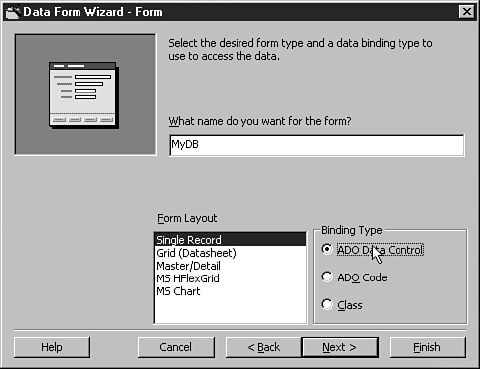 Data Form Wizard - Form
Select the desired form type and a data binding type to
use to access the data.
What name do you want for the form?
MyDB
Form Layout
Single Record
Grid (Datasheet)
Master/Detail
MS HFlexGrid
MS Chart
Binding Type
ADO Data Control
ADO Code
Class
Help
Cancel
< Back
Next >
Finish